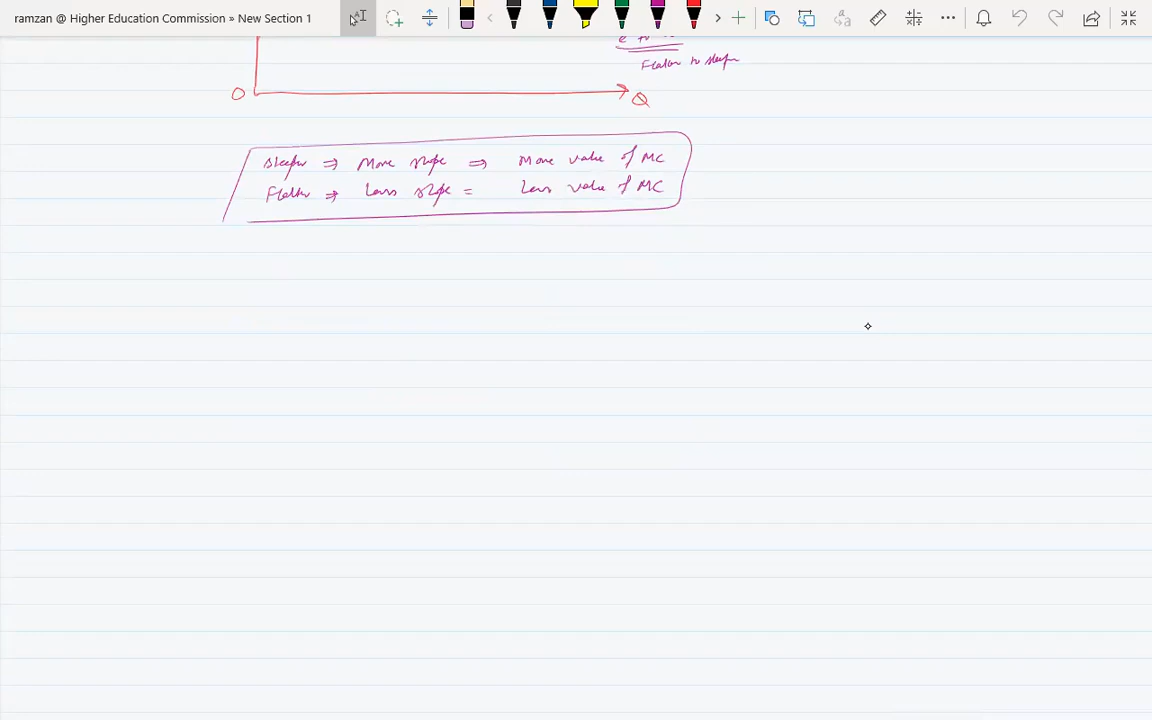 ramzan @ Higher Education Commission » New Section 1
Flatter to steeper
O
Q
Steeper ⇒ More slope ⇒ More value of MC
Flatter ⇒ Less slope = Less value of MC